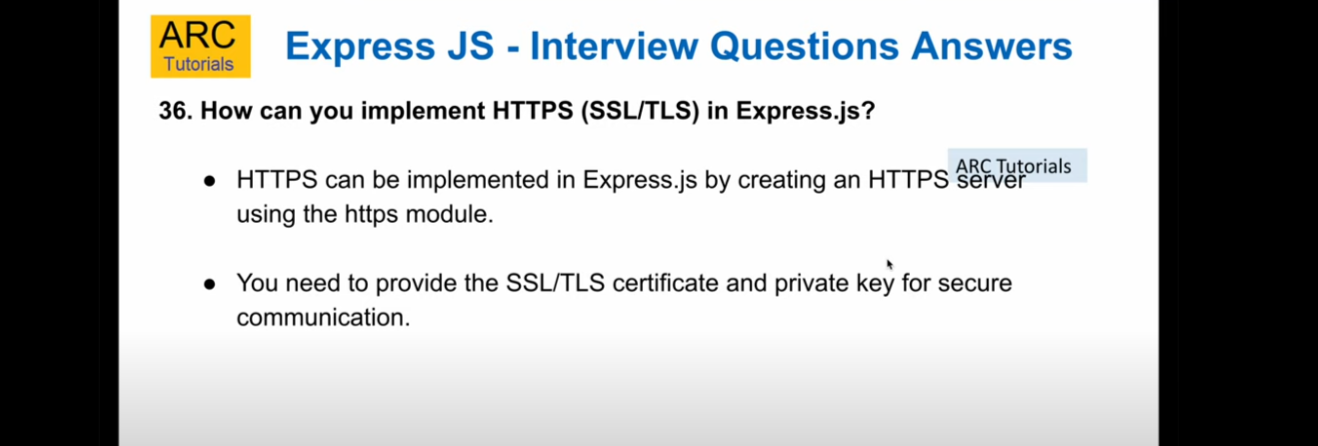 ARC
Tutorials
Express JS - Interview Questions Answers
36. How can you implement HTTPS (SSL/TLS) in Express.js?
ARC Tutorials
● HTTPS can be implemented in Express.js by creating an HTTPS server
using the https module.
● You need to provide the SSL/TLS certificate and private key for secure
communication.